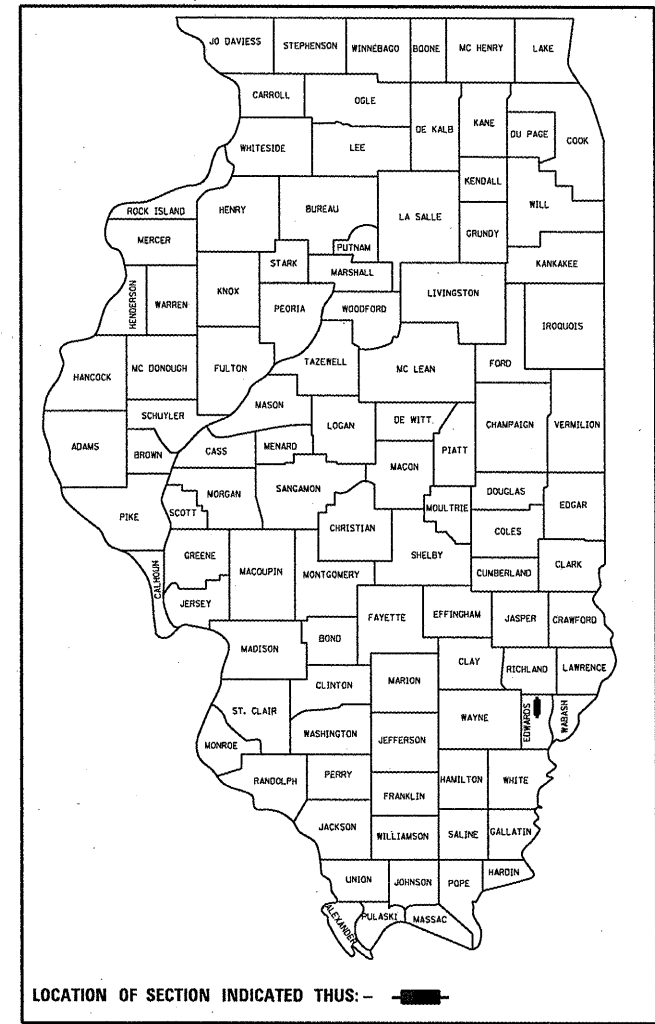 JO DAVIESS STEPHENSON WINNEBAGO BOONE MC HENRY LAKE
CARROLL OGLE DE KALB KANE DU PAGE COOK
WHITESIDE LEE
KENDALL WILL
ROCK ISLAND HENRY BUREAU LA SALLE GRUNDY
MERCER PUTNAM KANKAKEE
STARK MARSHALL
HENDERSON WARREN KNOX PEORIA WOODFORD LIVINGSTON IROQUOIS
HANCOCK MC DONOUGH FULTON TAZEWELL MC LEAN FORD
MASON
SCHUYLER LOGAN DE WITT CHAMPAIGN VERMILION
ADAMS BROWN CASS MENARD MACON PIATT
PIKE SCOTT MORGAN SANGAMON DOUGLAS EDGAR
MOULTRIE
CHRISTIAN COLES
CALHOUN GREENE MACOUPIN MONTGOMERY SHELBY CUMBERLAND CLARK
JERSEY FAYETTE EFFINGHAM JASPER CRAWFORD
MADISON BOND
CLAY RICHLAND LAWRENCE
CLINTON MARION
ST. CLAIR WAYNE EDWARDS WABASH
MONROE WASHINGTON JEFFERSON
RANDOLPH PERRY HAMILTON WHITE
FRANKLIN
JACKSON WILLIAMSON SALINE GALLATIN
UNION JOHNSON POPE HARDIN
ALEXANDER PULASKI MASSAC
LOCATION OF SECTION INDICATED THUS: –